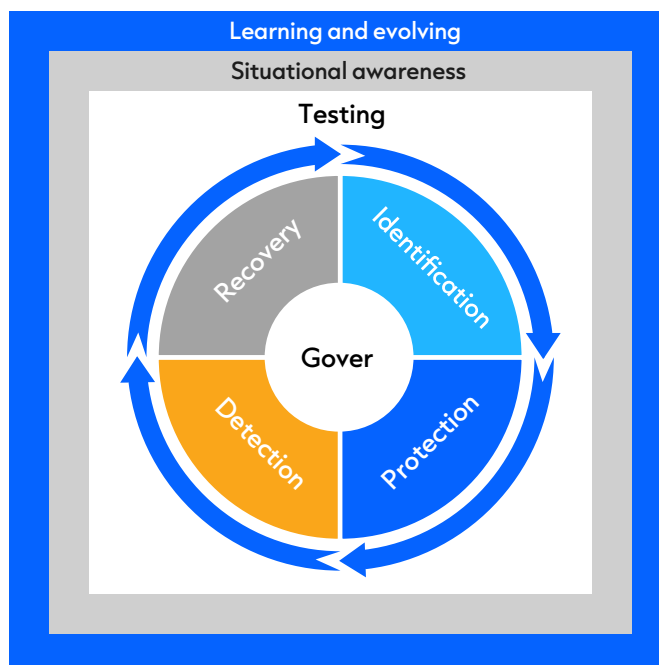 Learning and evolving
Situational awareness
Testing
Recovery
Identification
Gover
Detection
Protection